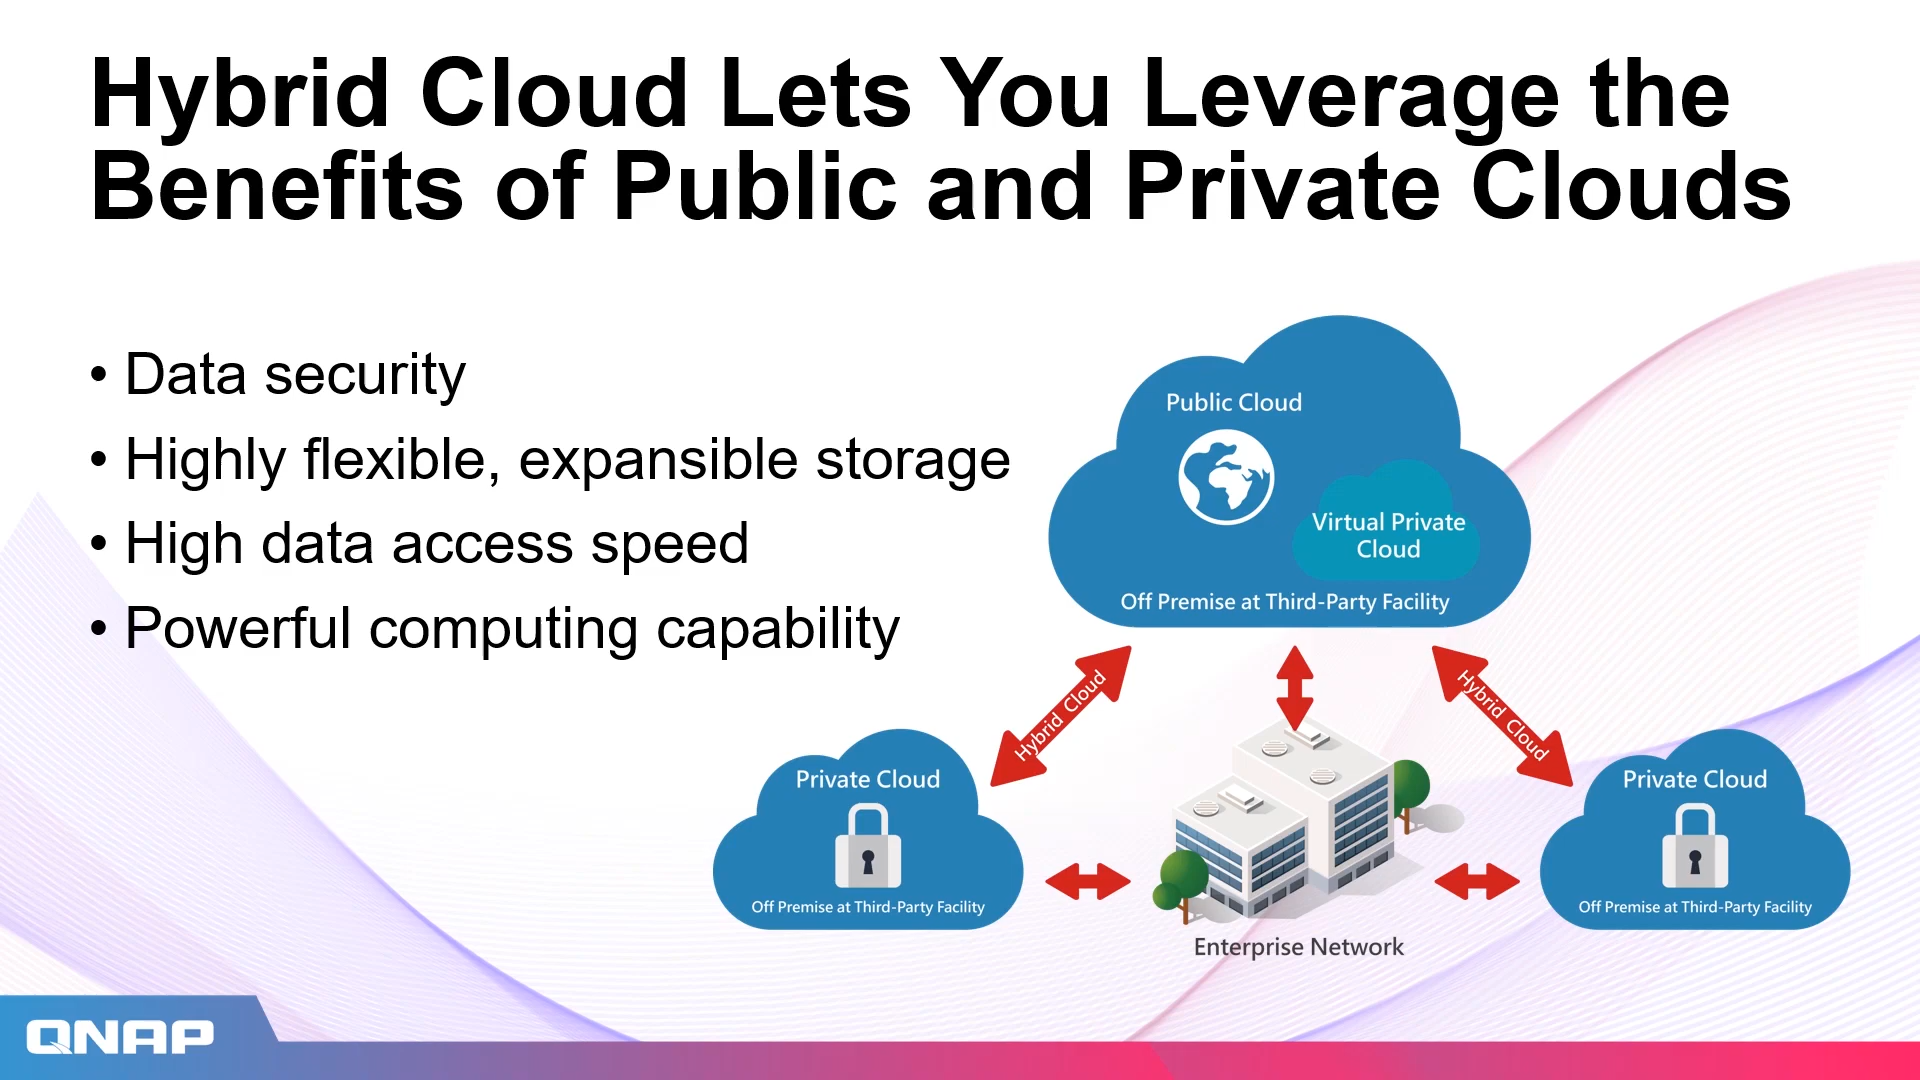 Hybrid Cloud Lets You Leverage the
Benefits of Public and Private Clouds
• Data security
• Highly flexible, expansible storage
• High data access speed
• Powerful computing capability
Public Cloud
Virtual Private
Cloud
Off Premise at Third-Party Facility
Hybrid Cloud
Hybrid Cloud
Private Cloud
Off Premise at Third-Party Facility
Enterprise Network
Private Cloud
Off Premise at Third-Party Facility
QNAP